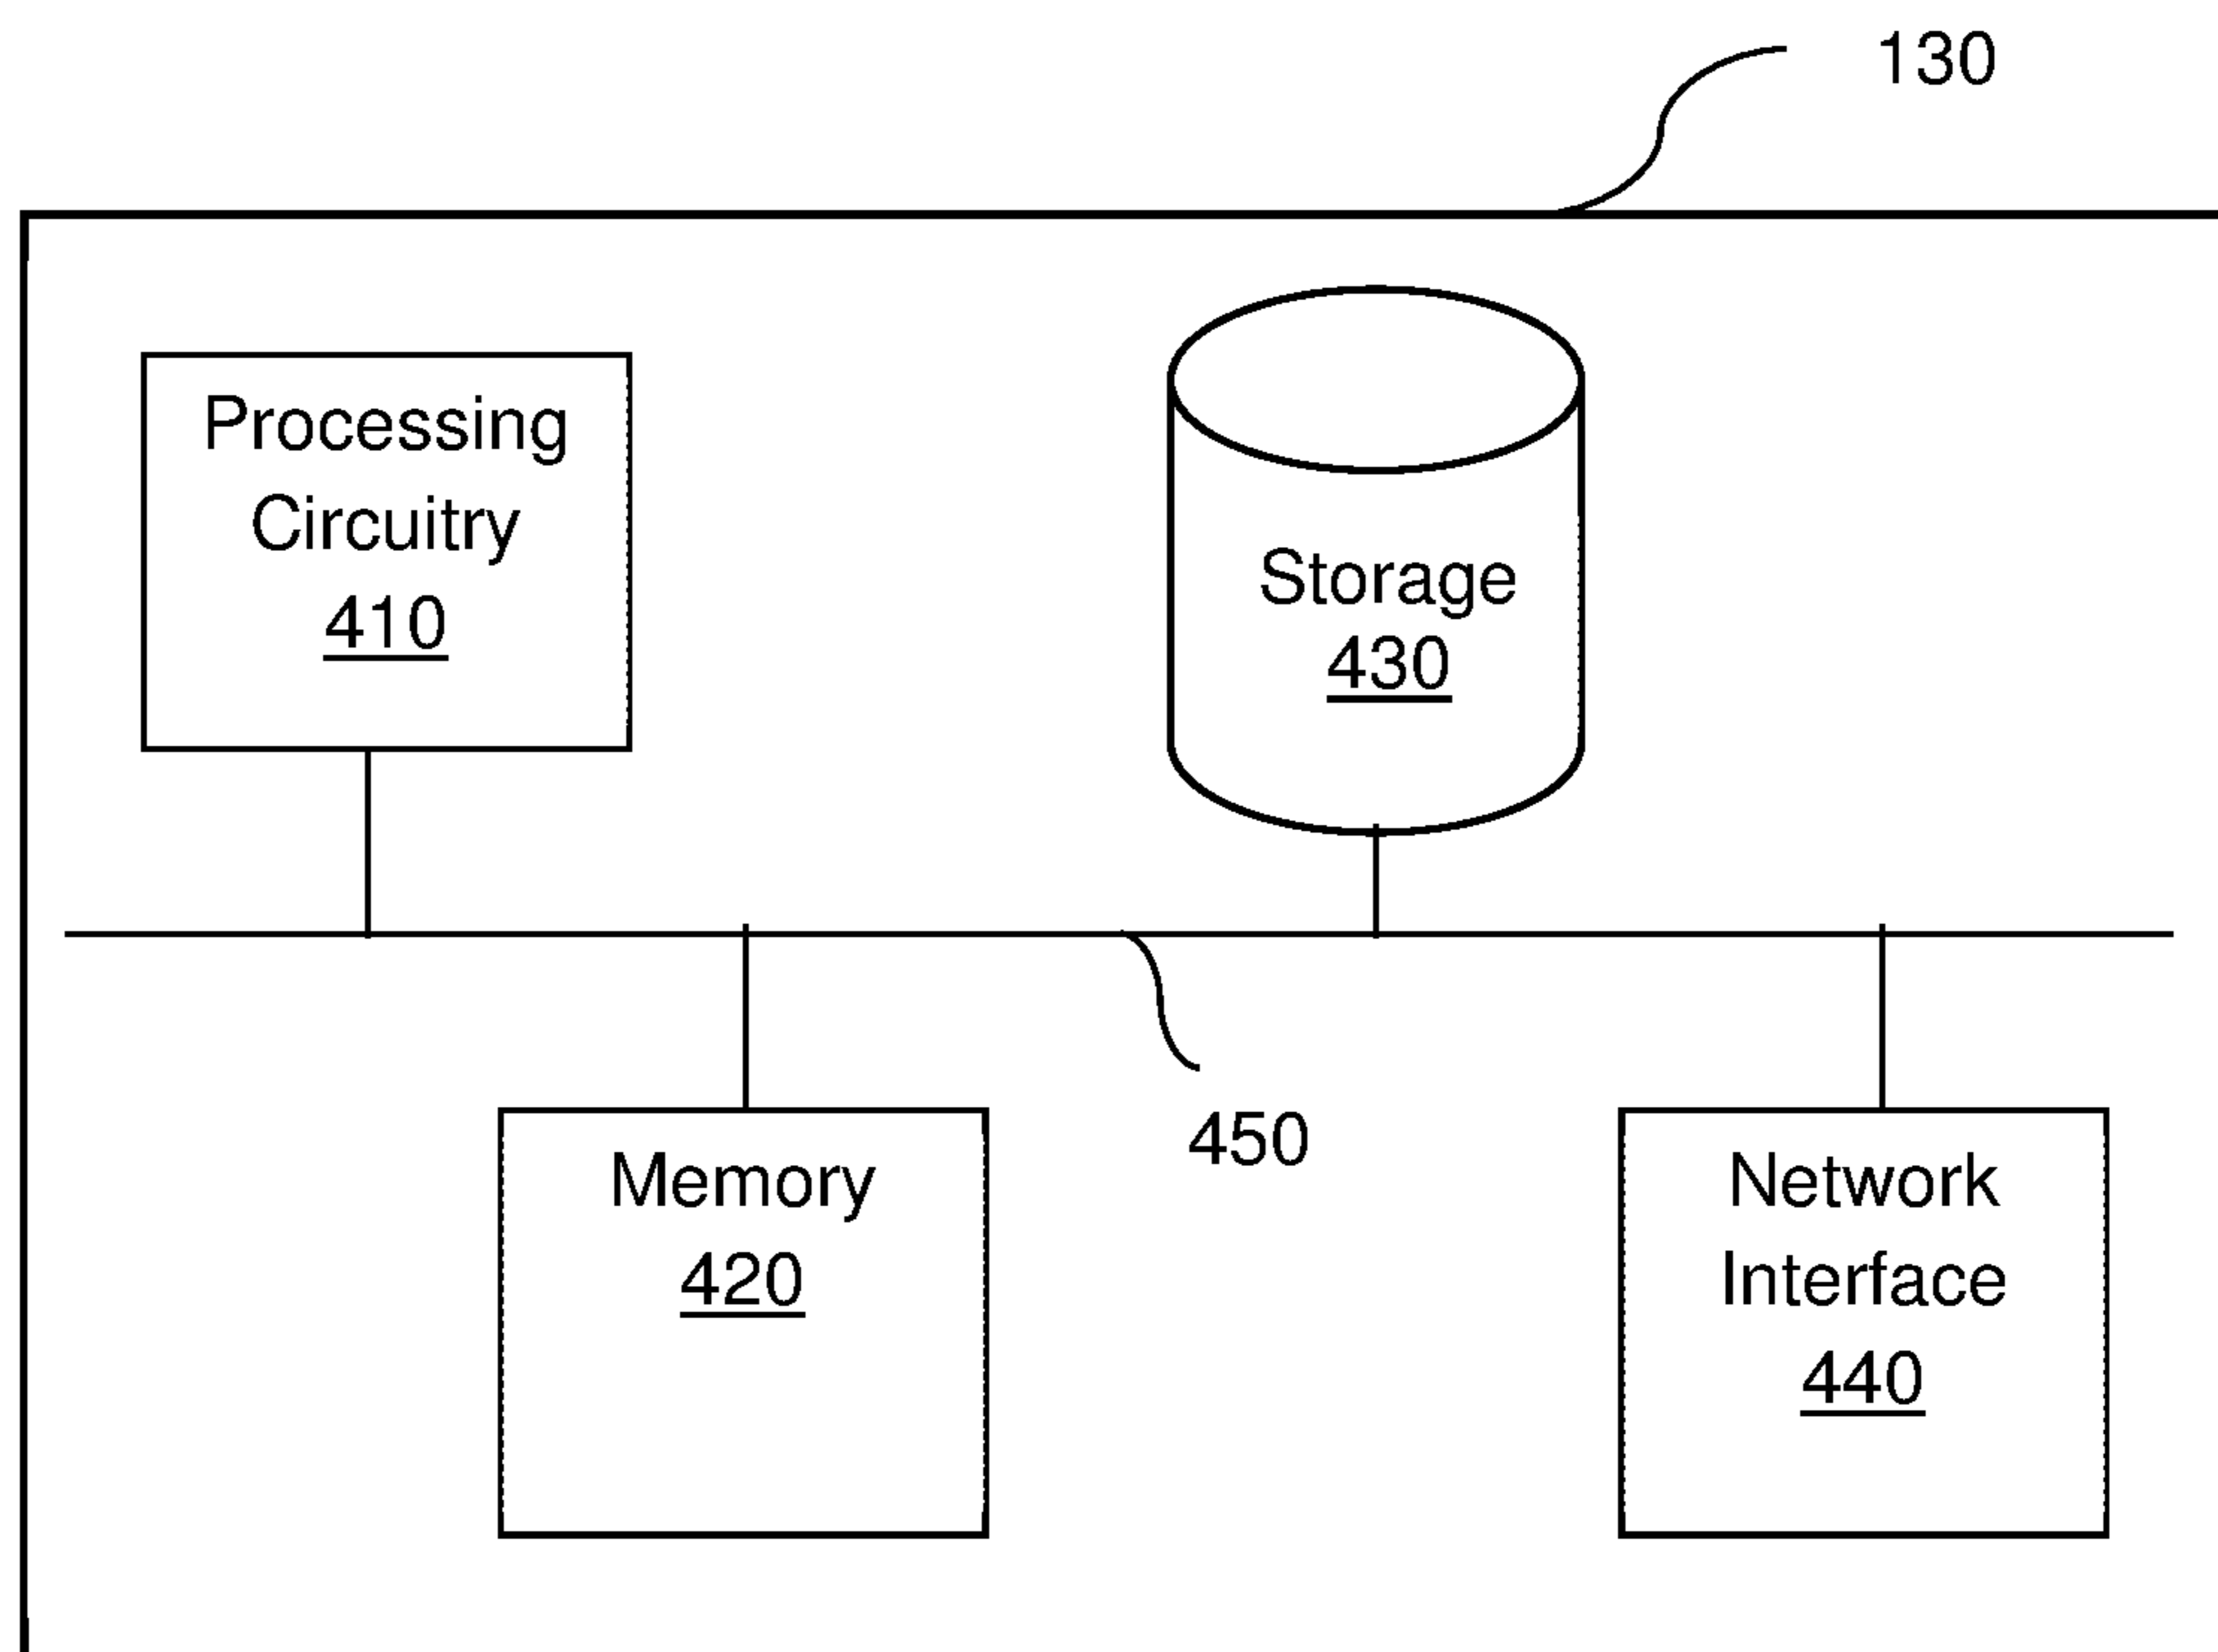 130
Processing
Circuitry
410
Storage
430
450
Memory
420
Network
Interface
440